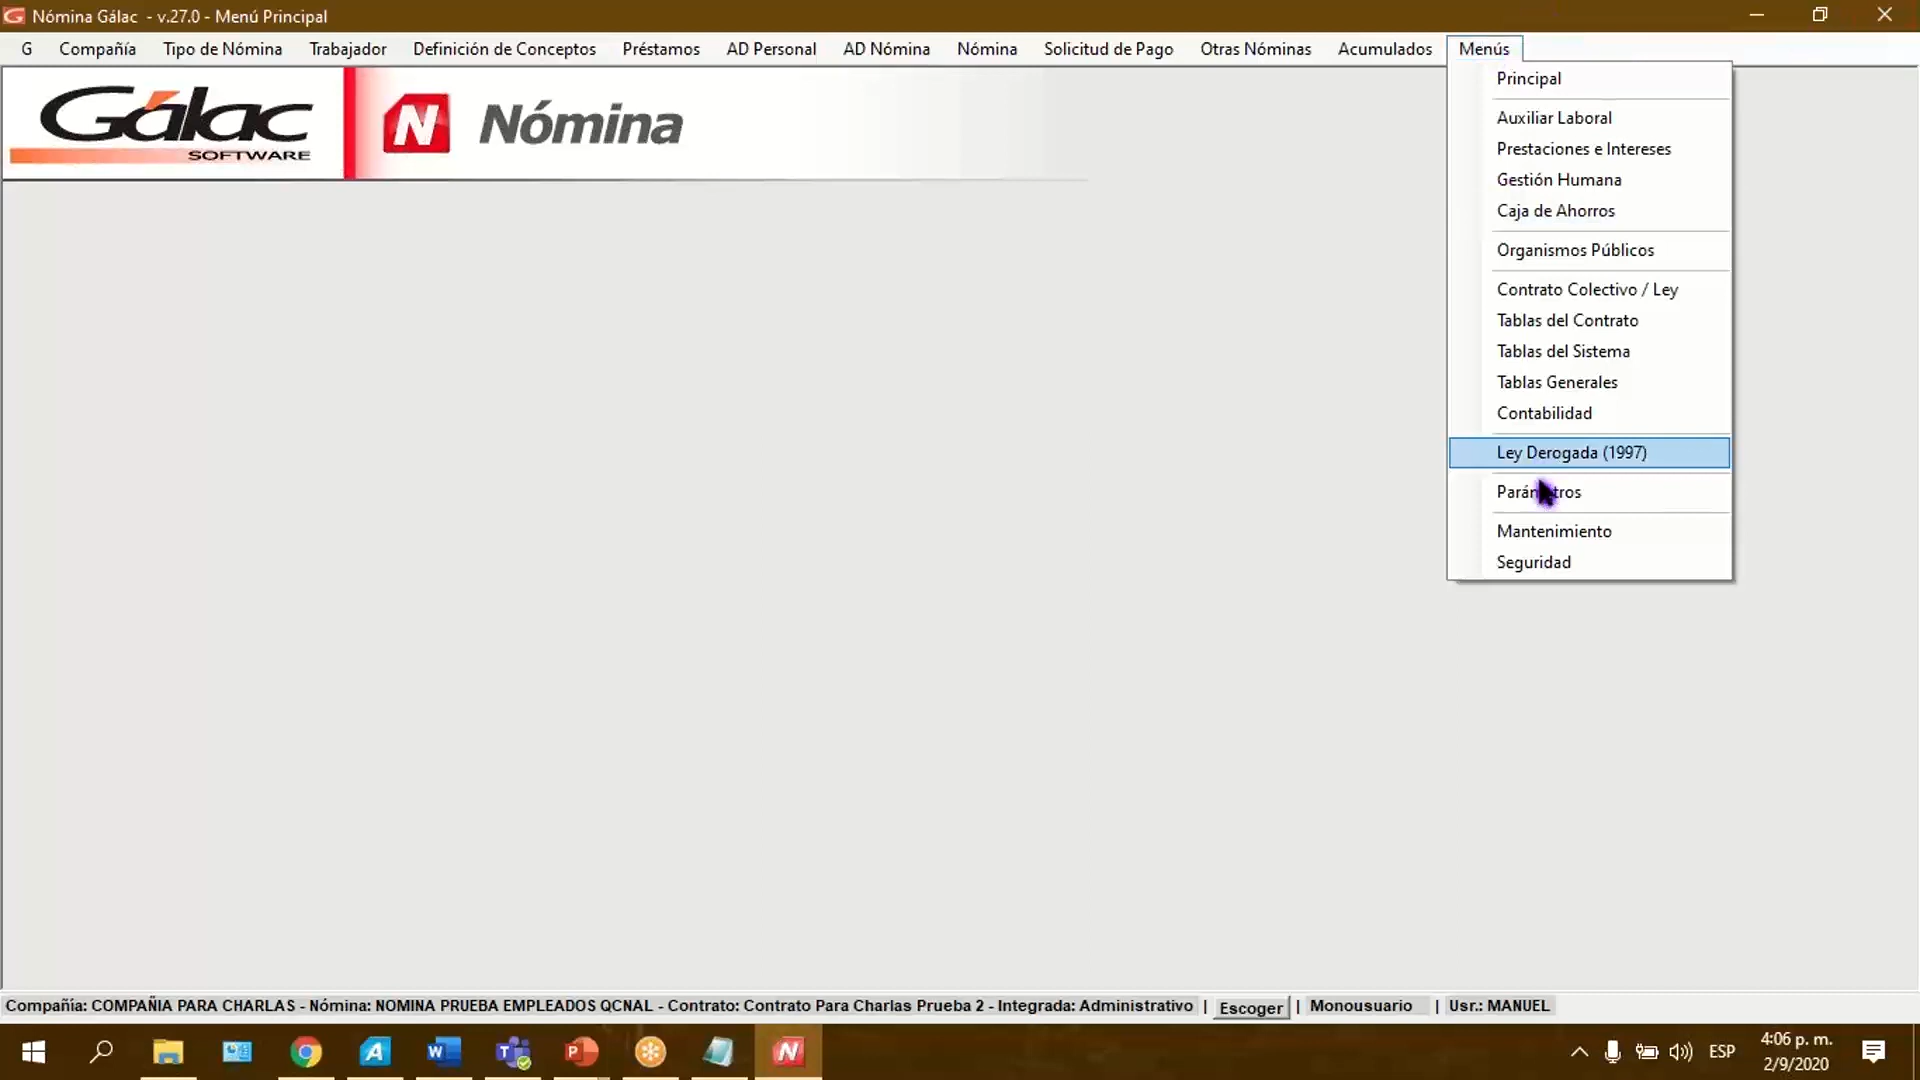 Nómina Gálac - v.27.0 - Menú Principal
G Compañía Tipo de Nómina Trabajador Definición de Conceptos Préstamos AD Personal AD Nómina Nómina Solicitud de Pago Otras Nóminas Acumulados Menús
Gálac
SOFTWARE
N Nómina
Principal
Auxiliar Laboral
Prestaciones e Intereses
Gestión Humana
Caja de Ahorros
Organismos Públicos
Contrato Colectivo / Ley
Tablas del Contrato
Tablas del Sistema
Tablas Generales
Contabilidad
Ley Derogada (1997)
Parámetros
Mantenimiento
Seguridad
Compañía: COMPAÑIA PARA CHARLAS - Nómina: NOMINA PRUEBA EMPLEADOS QCNAL - Contrato: Contrato Para Charlas Prueba 2 - Integrada: Administrativo | Escoger | Monousuario | Usr.: MANUEL
ESP
4:06 p. m.
2/9/2020